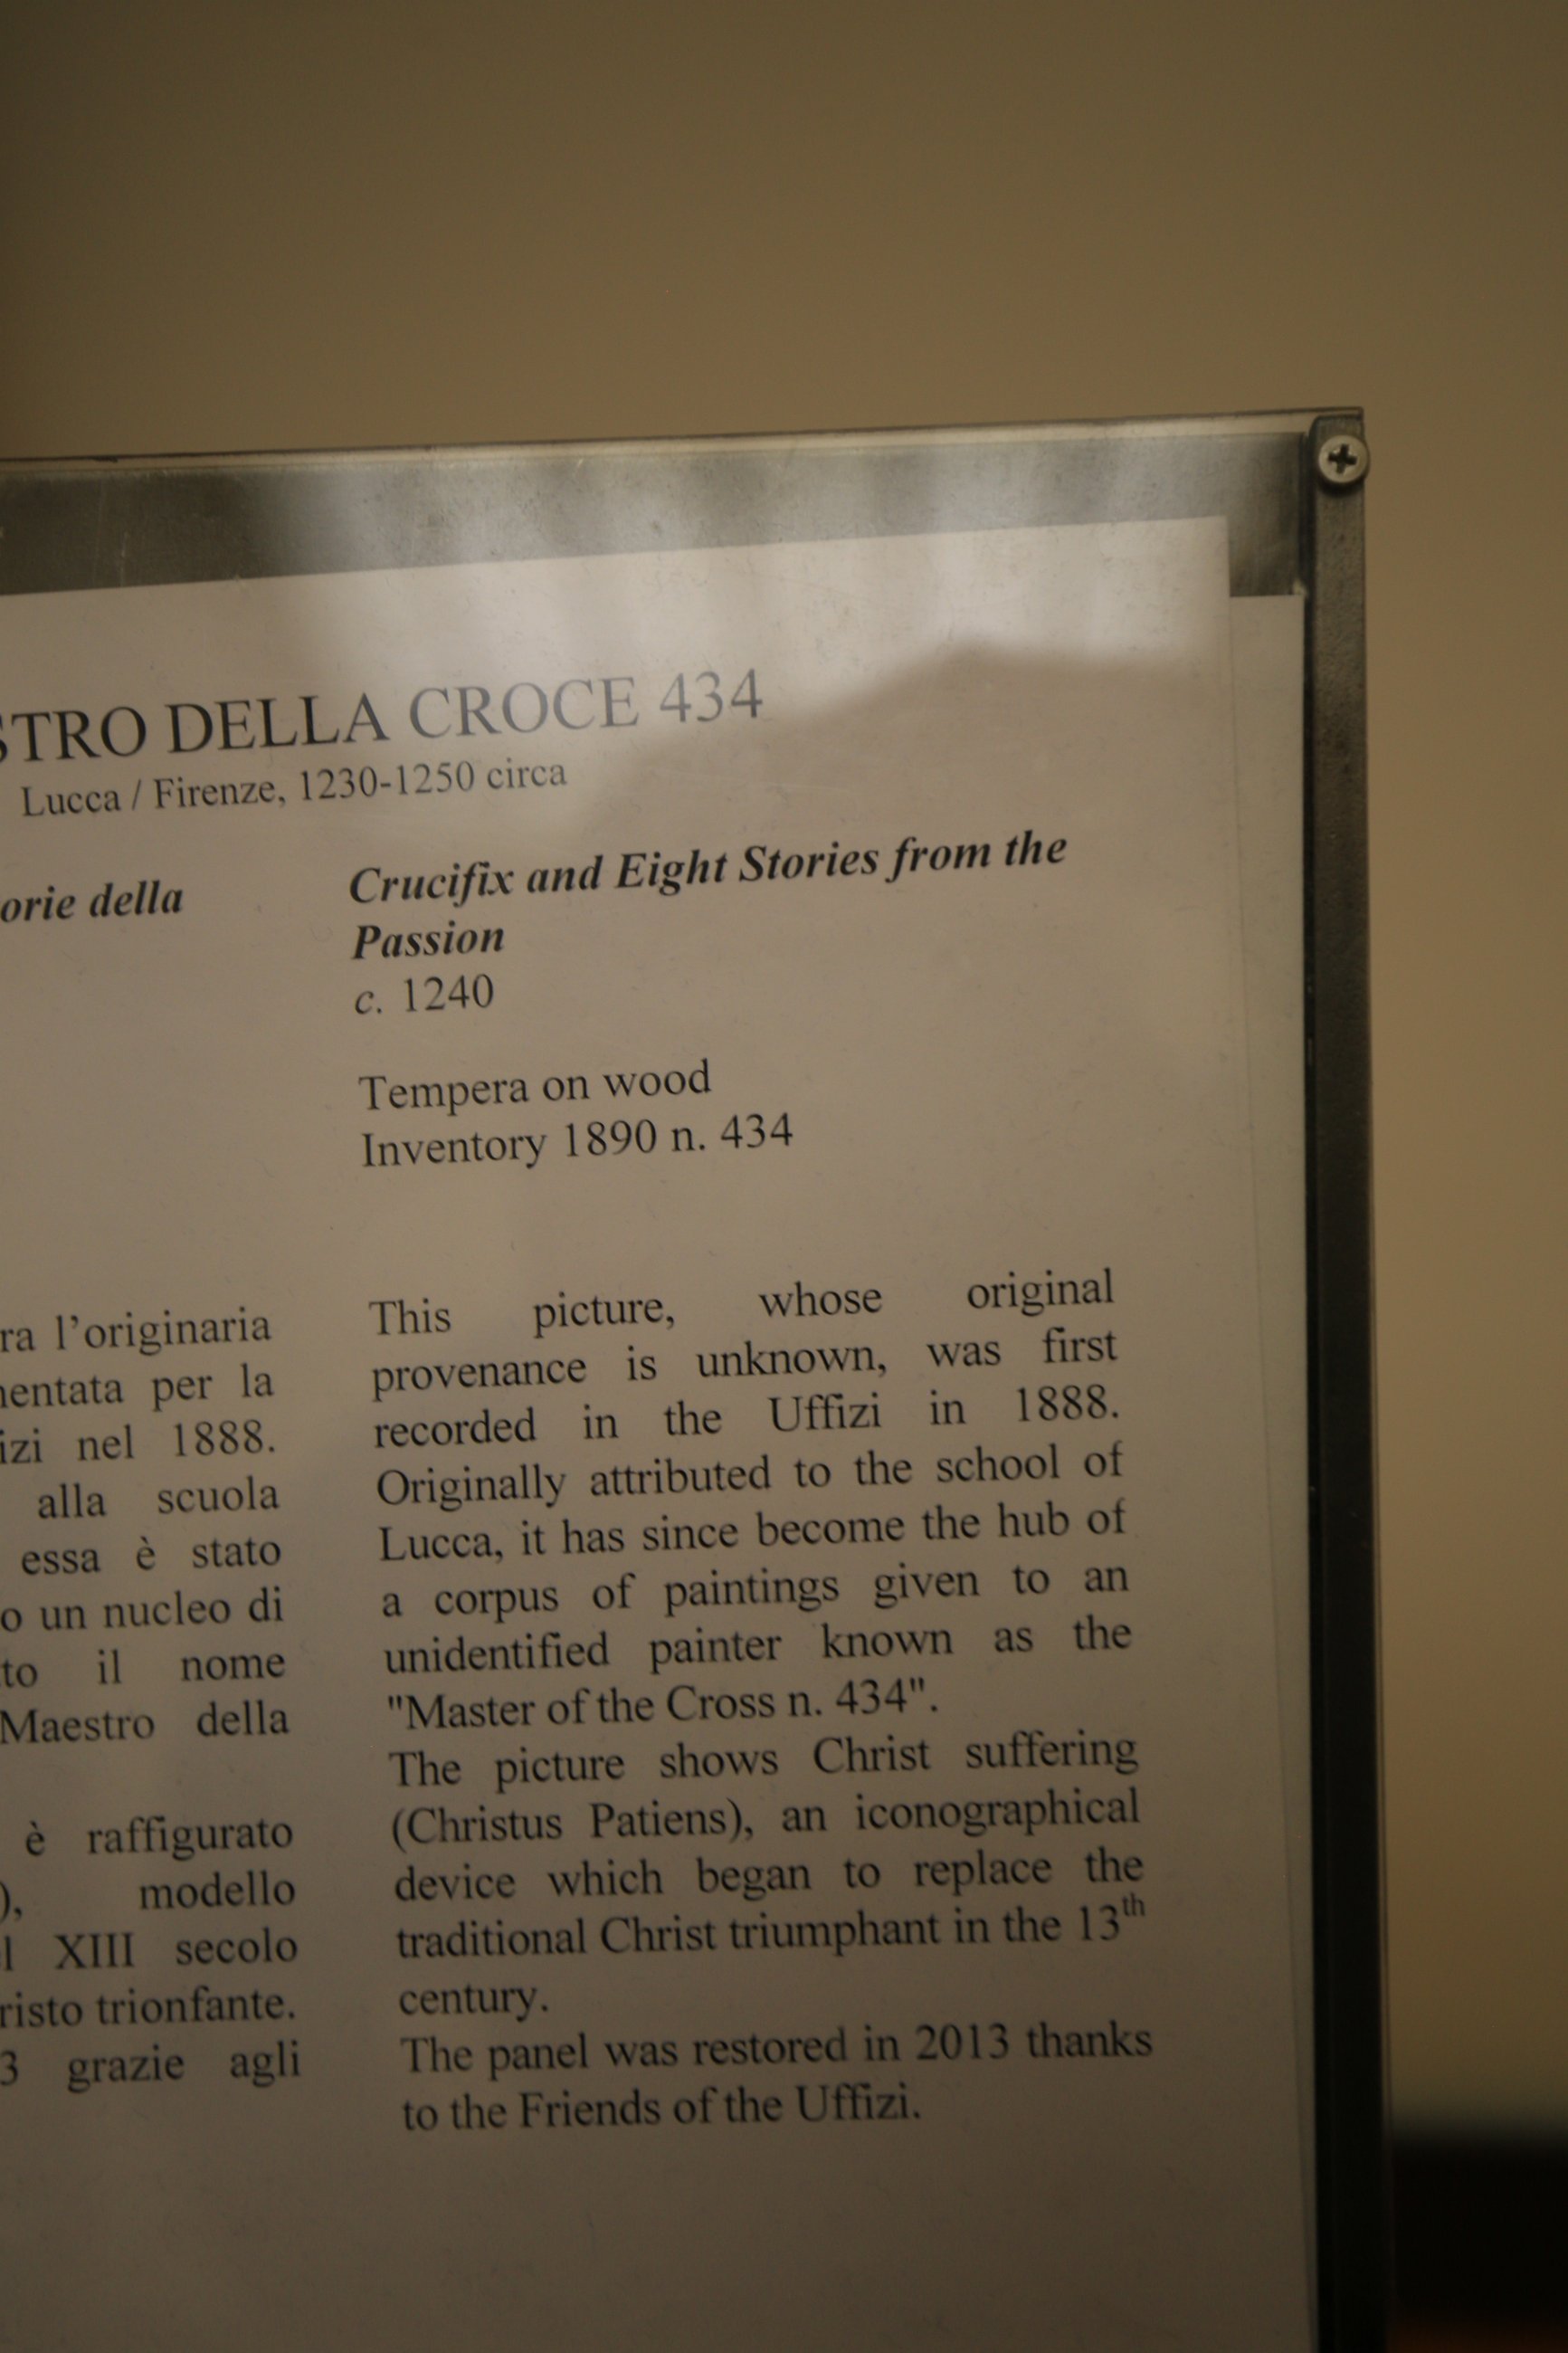 STRO DELLA CROCE 434
Lucca / Firenze, 1230-1250 circa
orie della
Crucifix and Eight Stories from the
Passion
c. 1240
Tempera on wood
Inventory 1890 n. 434
ra l'originaria
entata per la
izi nel 1888.
alla scuola
essa è stato
o un nucleo di
to il nome
Maestro della
è raffigurato
), modello
l XIII secolo
risto trionfante.
3 grazie agli
This picture, whose original
provenance is unknown, was first
recorded in the Uffizi in 1888.
Originally attributed to the school of
Lucca, it has since become the hub of
a corpus of paintings given to an
unidentified painter known as the
"Master of the Cross n. 434".
The picture shows Christ suffering
(Christus Patiens), an iconographical
device which began to replace the
traditional Christ triumphant in the 13th
century.
The panel was restored in 2013 thanks
to the Friends of the Uffizi.